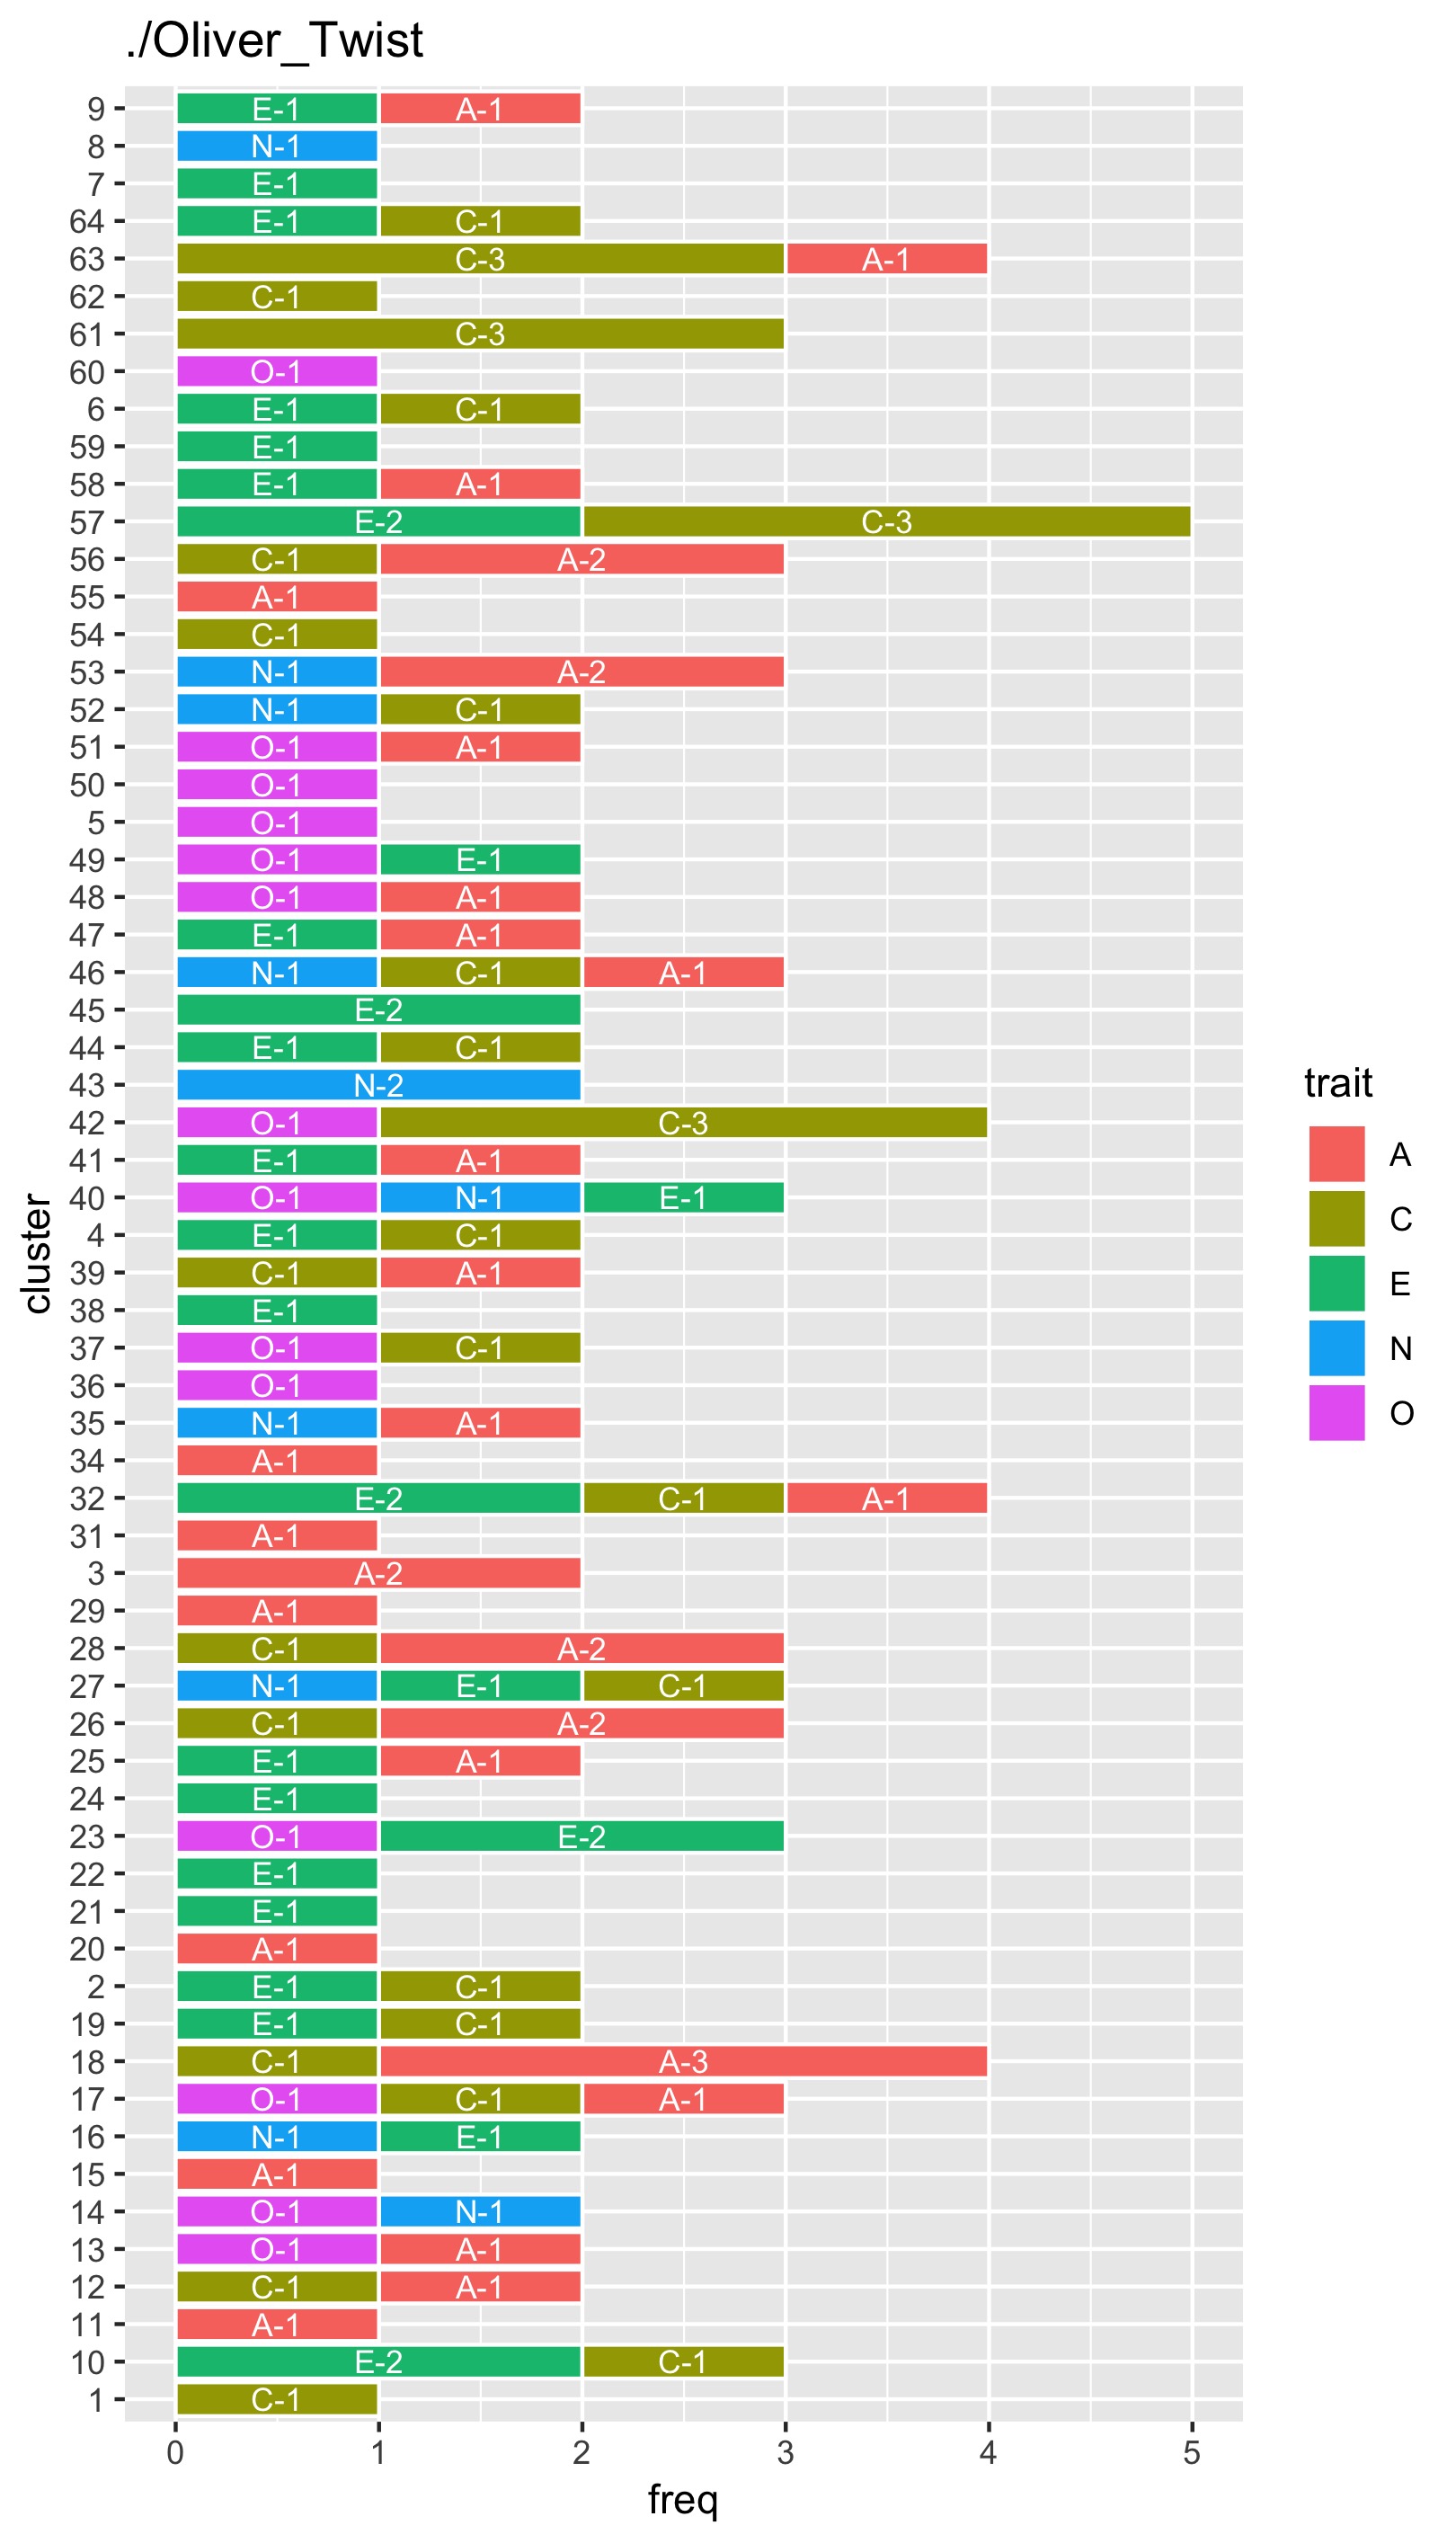 ./Oliver_Twist
9 E-1 A-1
8 N-1
7 E-1
64 E-1 C-1
63 C-3 A-1
62 C-1
61 C-3
60 O-1
6 E-1 C-1
59 E-1
58 E-1 A-1
57 E-2 C-3
56 C-1 A-2
55 A-1
54 C-1
53 N-1 A-2
52 N-1 C-1
51 O-1 A-1
50 O-1
5 O-1
49 O-1 E-1
48 O-1 A-1
47 E-1 A-1
46 N-1 C-1 A-1
45 E-2
44 E-1 C-1
43 N-2
42 O-1 C-3
41 E-1 A-1
40 O-1 N-1 E-1
4 E-1 C-1
39 C-1 A-1
38 E-1
37 O-1 C-1
36 O-1
35 N-1 A-1
34 A-1
32 E-2 C-1 A-1
31 A-1
3 A-2
29 A-1
28 C-1 A-2
27 N-1 E-1 C-1
26 C-1 A-2
25 E-1 A-1
24 E-1
23 O-1 E-2
22 E-1
21 E-1
20 A-1
2 E-1 C-1
19 E-1 C-1
18 C-1 A-3
17 O-1 C-1 A-1
16 N-1 E-1
15 A-1
14 O-1 N-1
13 O-1 A-1
12 C-1 A-1
11 A-1
10 E-2 C-1
1 C-1
0 1 2 3 4 5
freq
cluster
trait
A
C
E
N
O